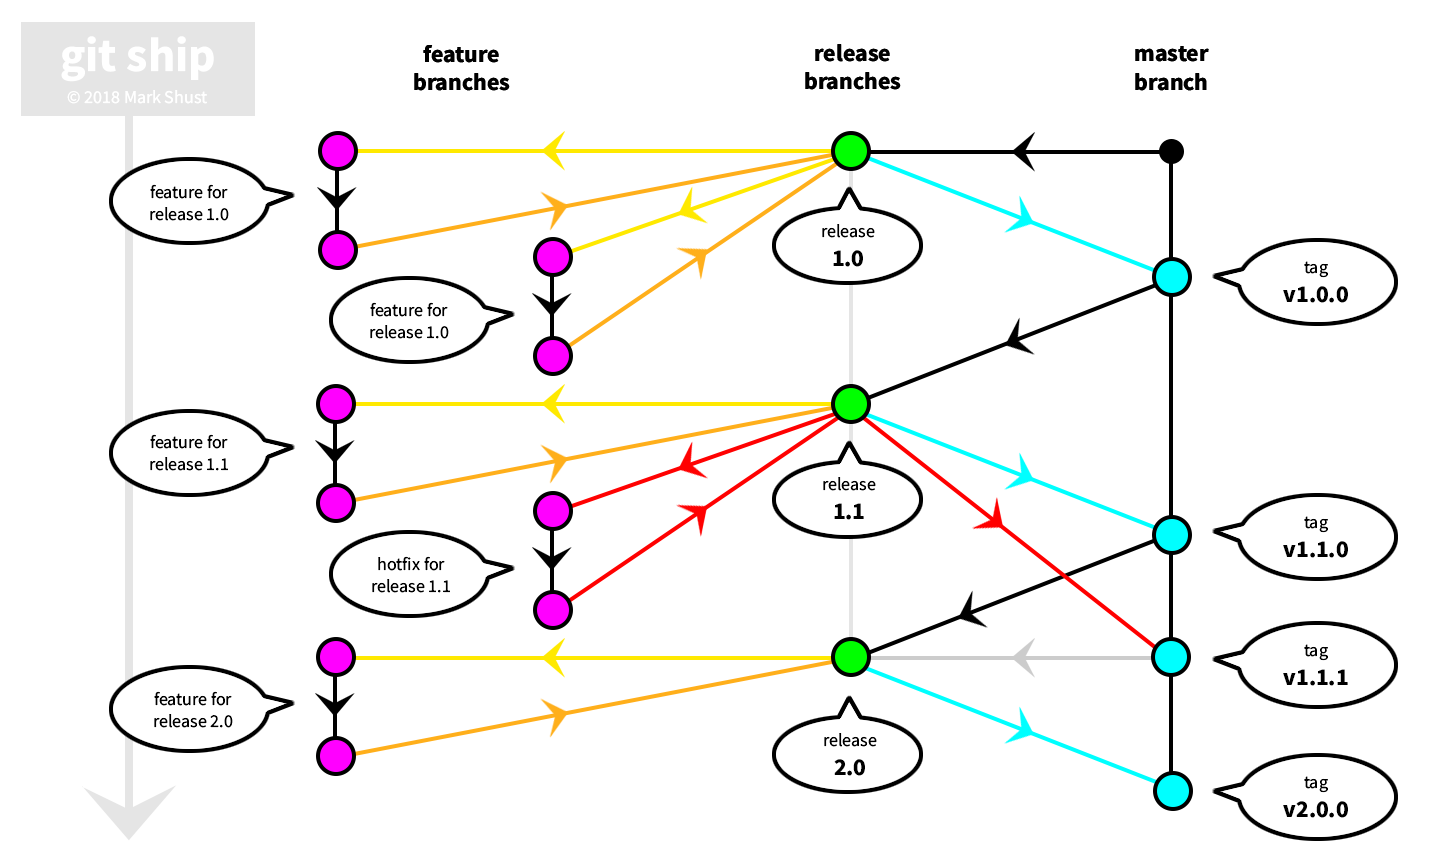 git ship
© 2018 Mark Shust
feature
branches
release
branches
master
branch
feature for
release 1.0
release
1.0
tag
v1.0.0
feature for
release 1.0
feature for
release 1.1
release
1.1
tag
v1.1.0
hotfix for
release 1.1
tag
v1.1.1
feature for
release 2.0
release
2.0
tag
v2.0.0